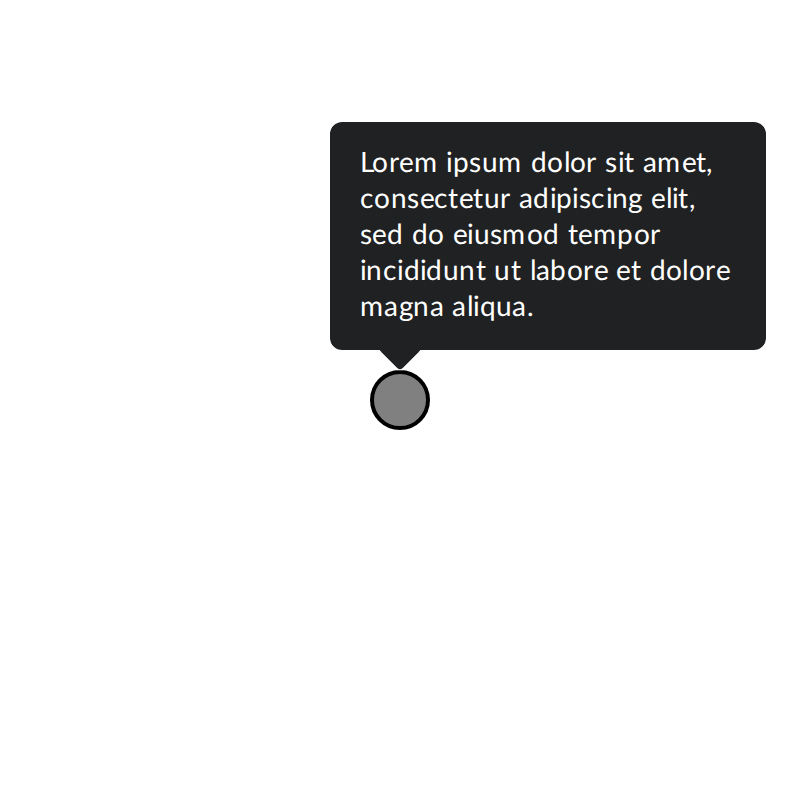 Lorem ipsum dolor sit amet,
consectetur adipiscing elit,
sed do eiusmod tempor
incididunt ut labore et dolore
magna aliqua.